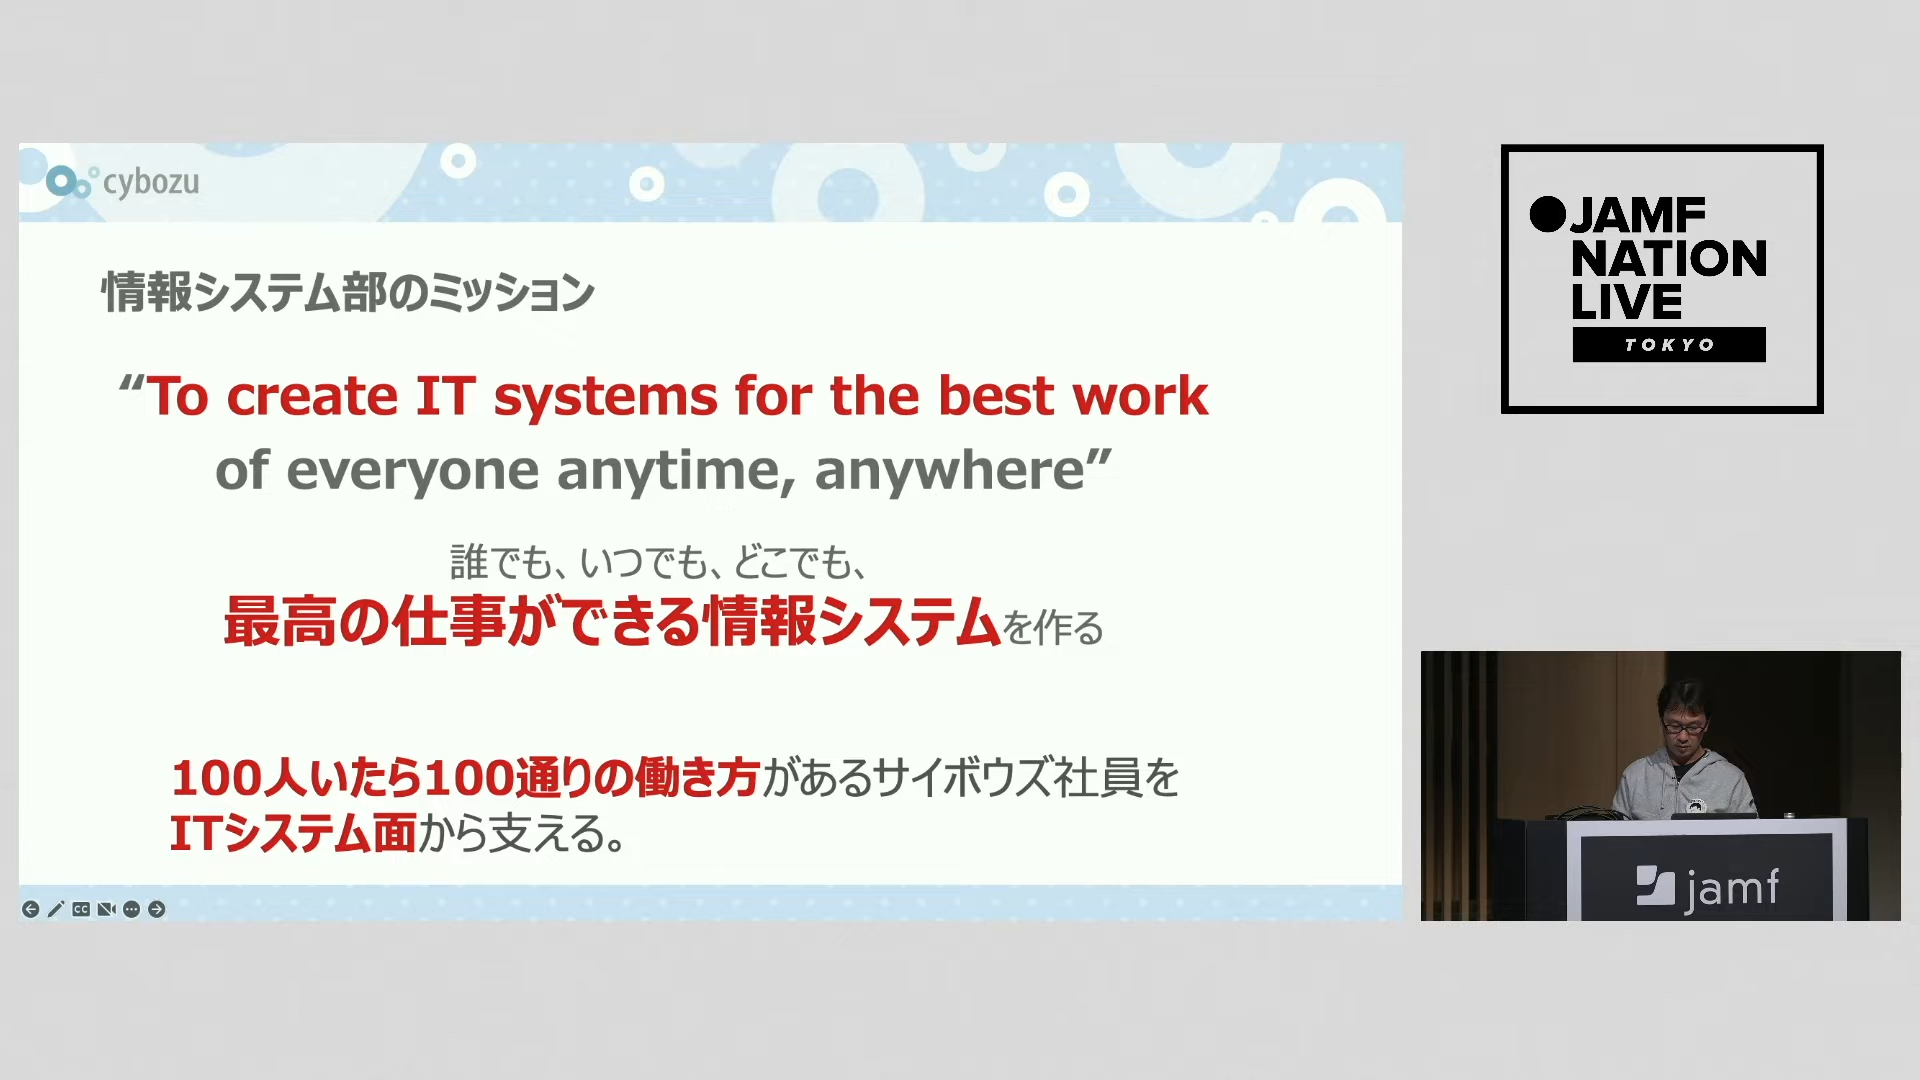 cybozu
情報システム部のミッション
“To create IT systems for the best work
of everyone anytime, anywhere”
誰でも、いつでも、どこでも、
最高の仕事ができる情報システムを作る
100人いたら100通りの働き方があるサイボウズ社員を
ITシステム面から支える。
CC
JAMF
NATION
LIVE
TOKYO
jamf